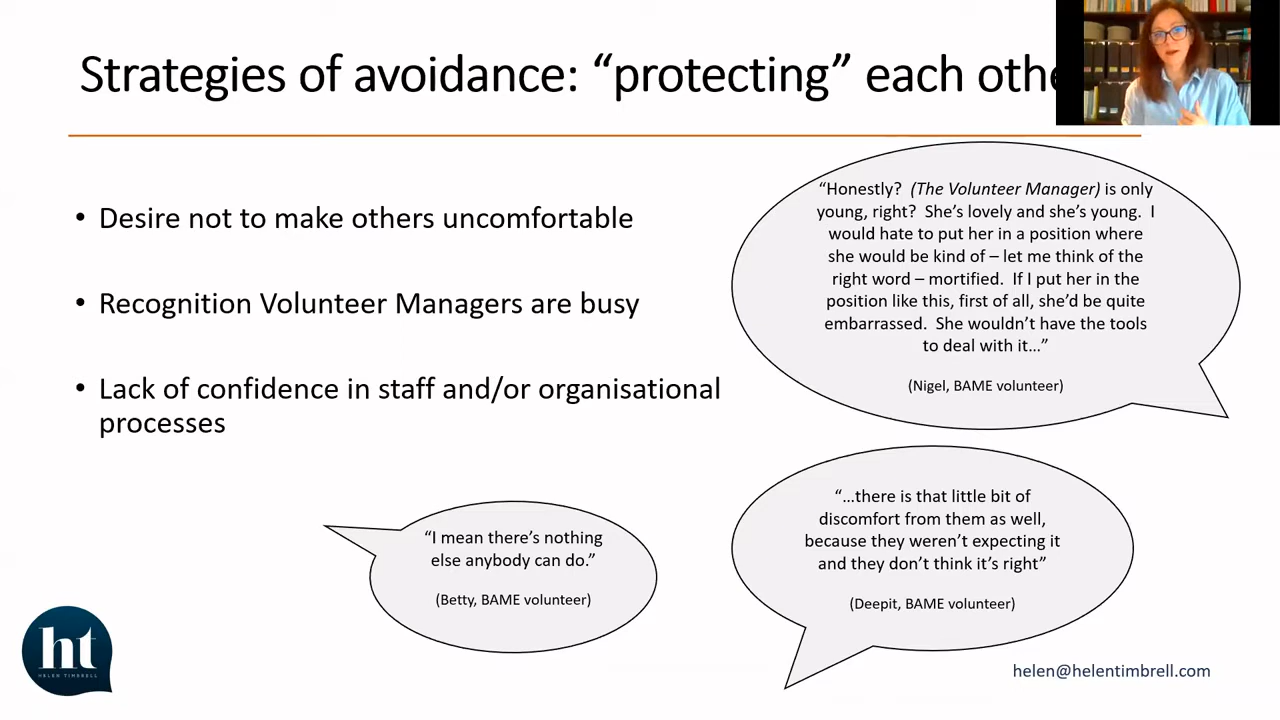 Strategies of avoidance: “protecting” each othe
• Desire not to make others uncomfortable
• Recognition Volunteer Managers are busy
• Lack of confidence in staff and/or organisational
processes
“Honestly? (The Volunteer Manager) is only
young, right? She’s lovely and she’s young. I
would hate to put her in a position where
she would be kind of – let me think of the
right word – mortified. If I put her in the
position like this, first of all, she’d be quite
embarrassed. She wouldn’t have the tools
to deal with it…”
(Nigel, BAME volunteer)
“I mean there’s nothing
else anybody can do.”
(Betty, BAME volunteer)
“…there is that little bit of
discomfort from them as well,
because they weren’t expecting it
and they don’t think it’s right”
(Deepit, BAME volunteer)
ht
HELEN TIMBRELL
helen@helentimbrell.com